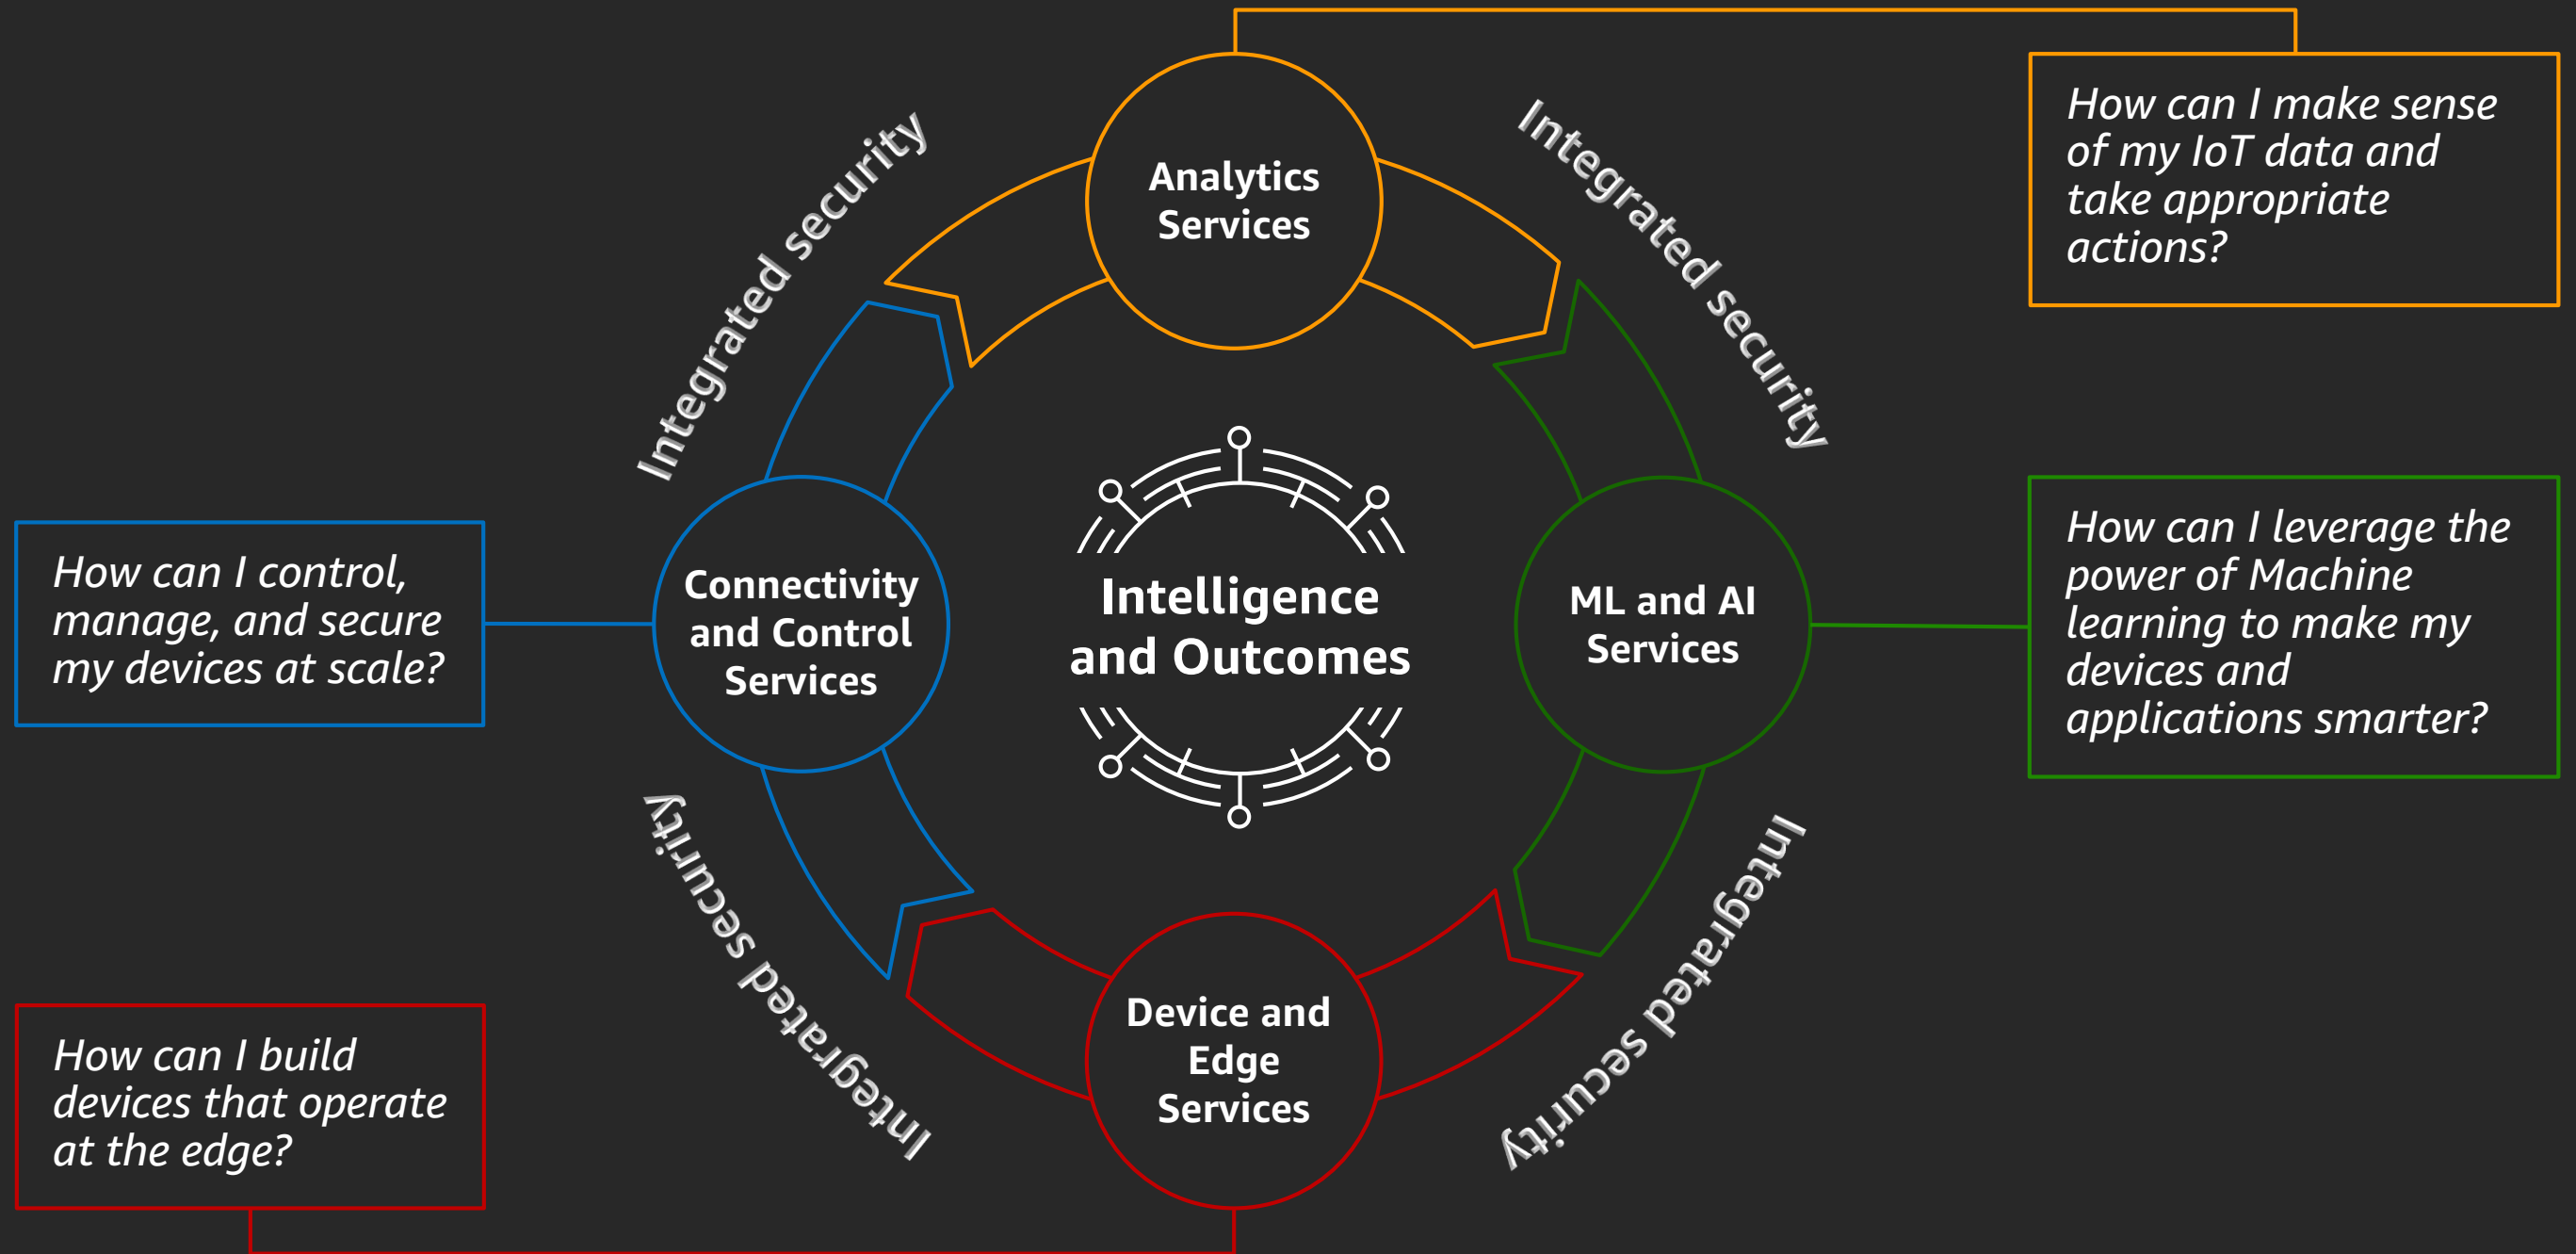 Analytics
Services
Integrated security
Integrated security
How can I make sense
of my IoT data and
take appropriate
actions?
How can I control,
manage, and secure
my devices at scale?
Connectivity
and Control
Services
Intelligence
and Outcomes
ML and AI
Services
How can I leverage the
power of Machine
learning to make my
devices and
applications smarter?
Integrated security
Integrated security
How can I build
devices that operate
at the edge?
Device and
Edge
Services